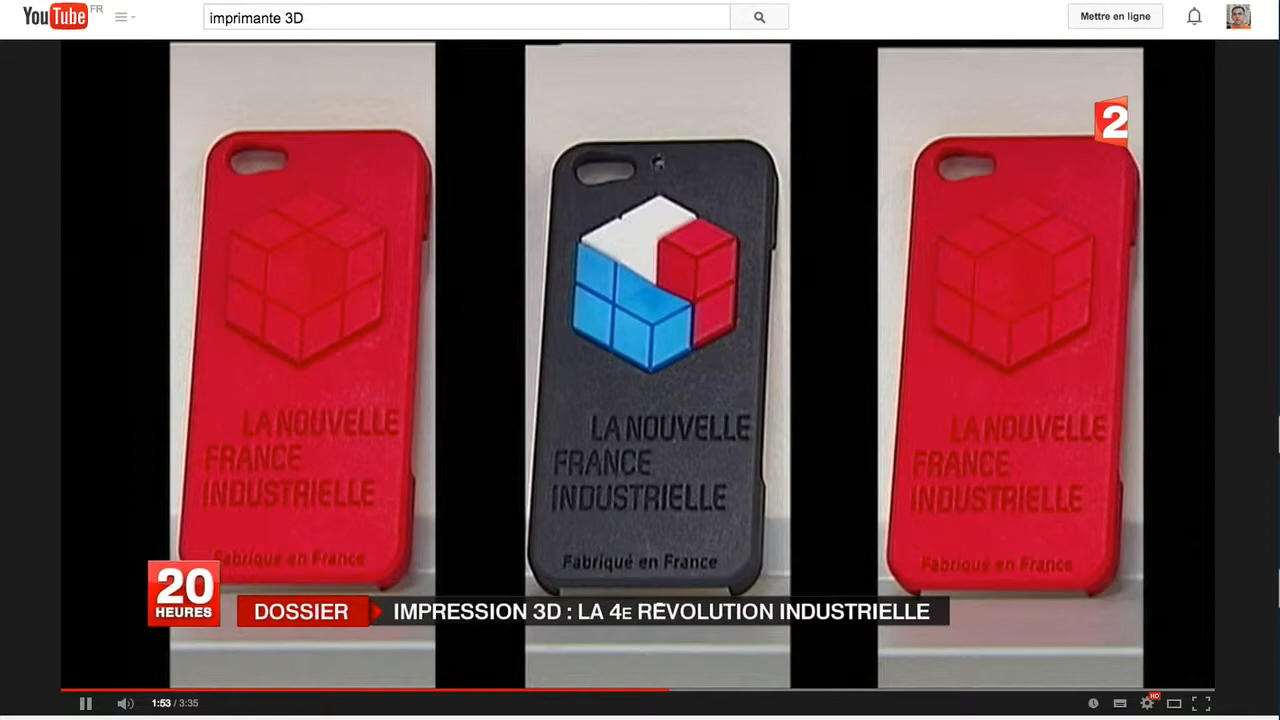 YouTube FR
imprimante 3D
Mettre en ligne
2
LA NOUVELLE
FRANCE
INDUSTRIELLE
Fabriqué en France
LA NOUVELLE
FRANCE
INDUSTRIELLE
Fabriqué en France
LA NOUVELLE
FRANCE
INDUSTRIELLE
Fabriqué en France
20
HEURES
DOSSIER
IMPRESSION 3D : LA 4E RÉVOLUTION INDUSTRIELLE
1:53 / 3:35
HD